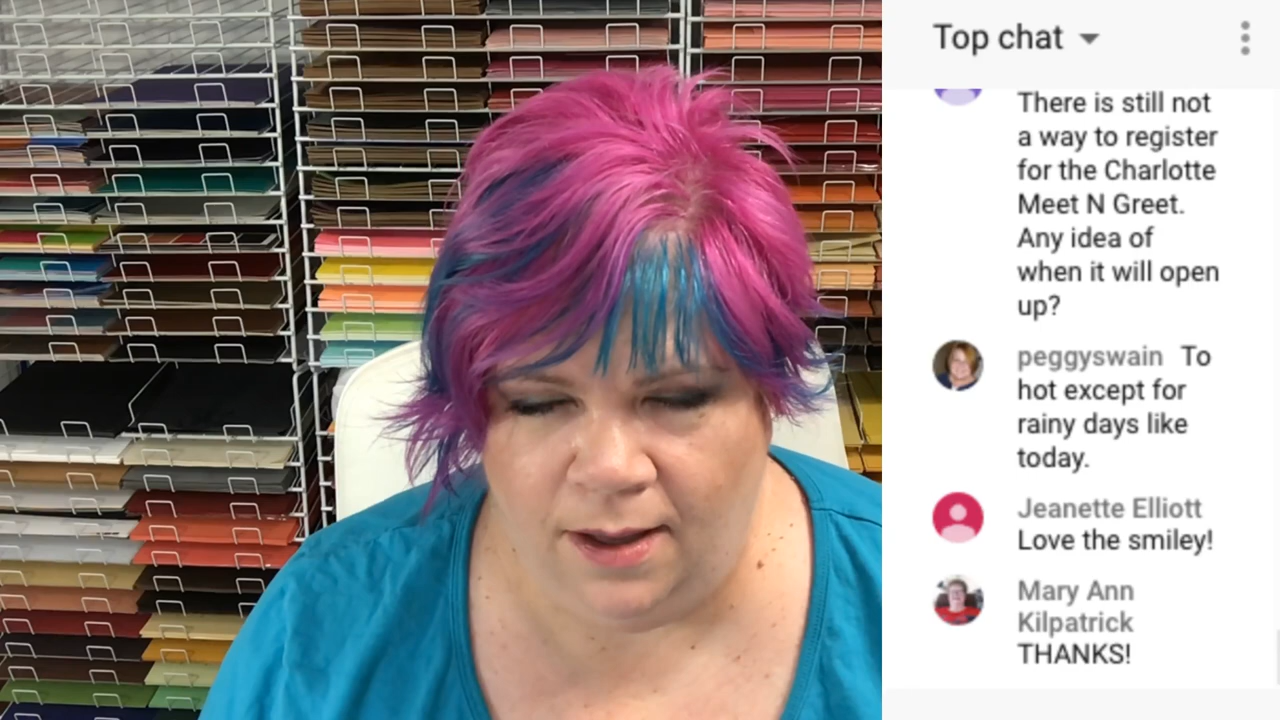 Top chat
There is still not
a way to register
for the Charlotte
Meet N Greet.
Any idea of
when it will open
up?
peggyswain To
hot except for
rainy days like
today.
Jeanette Elliott
Love the smiley!
Mary Ann
Kilpatrick
THANKS!